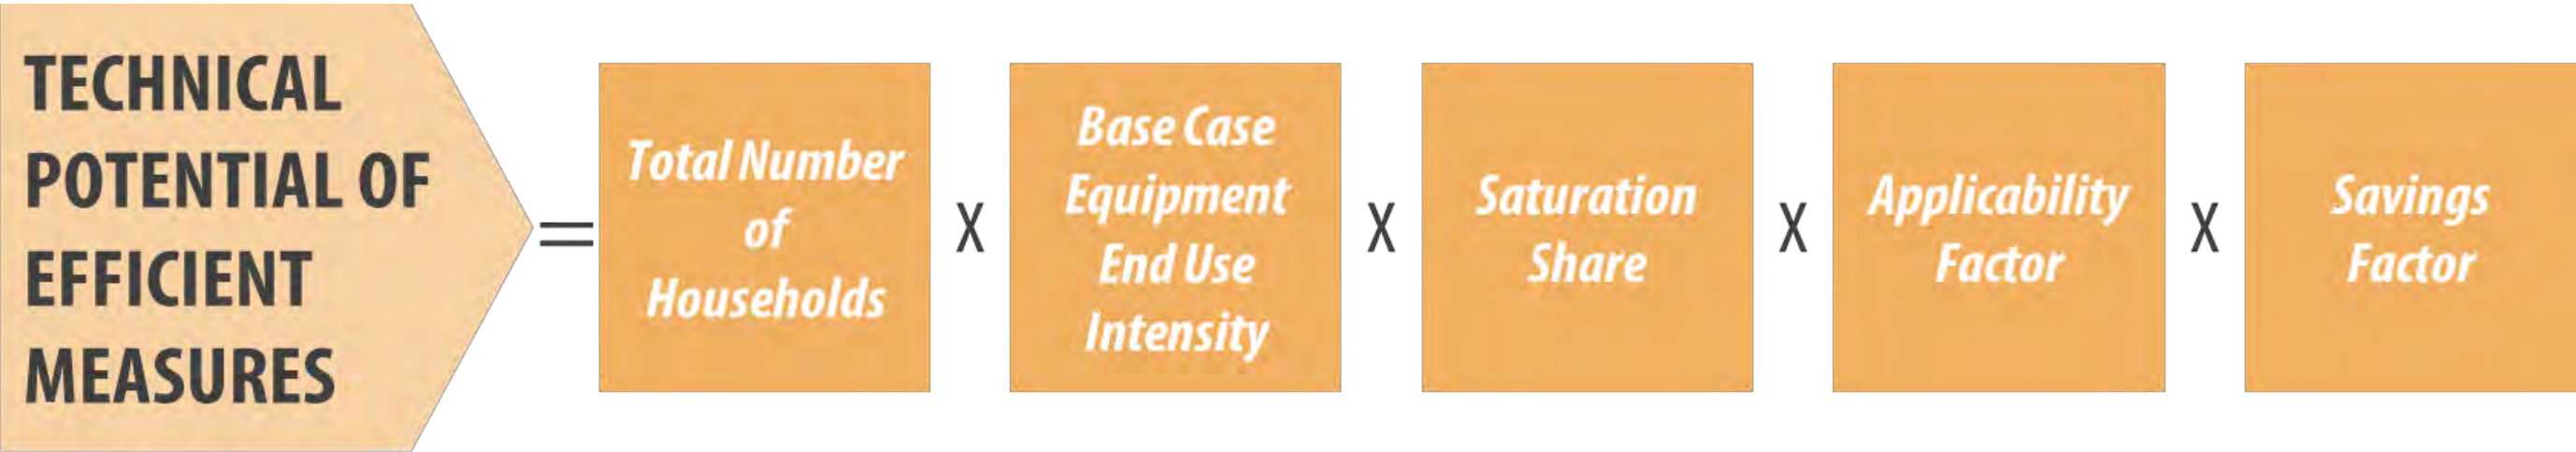 TECHNICAL
POTENTIAL OF
EFFICIENT
MEASURES
=
Total Number
of
Households
X
Base Case
Equipment
End Use
Intensity
X
Saturation
Share
X
Applicability
Factor
X
Savings
Factor